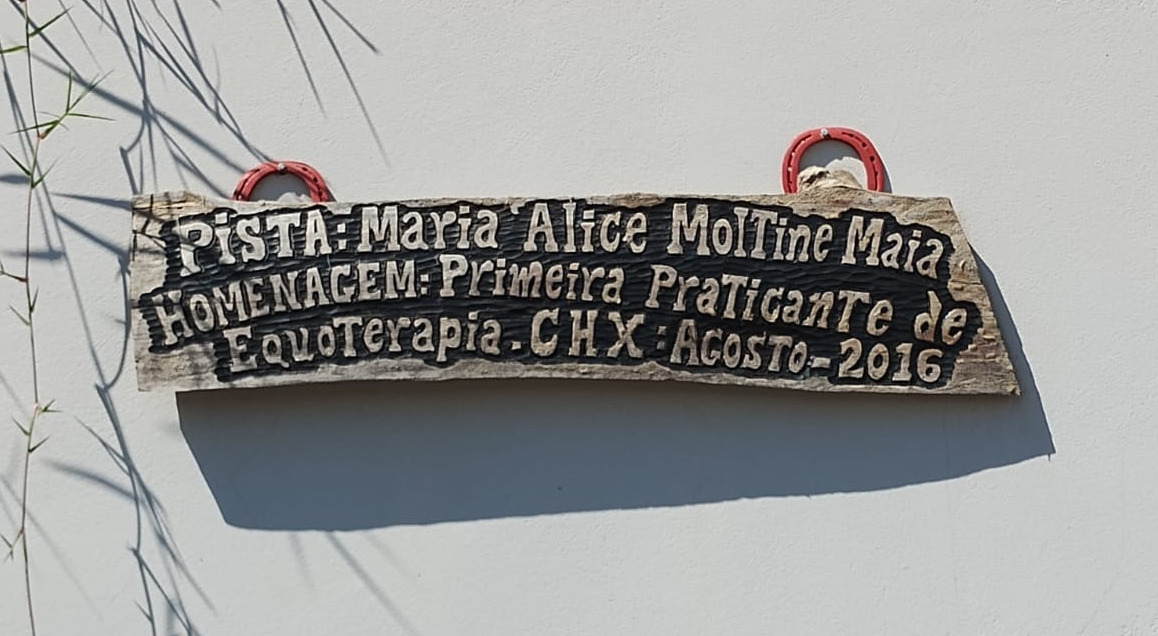 PiSTA: Maria Alice MolTine Maia
HOMENAGEM: Primeira PraTicanTe de
EquoTerapia. CHX: AGOSTO-2016